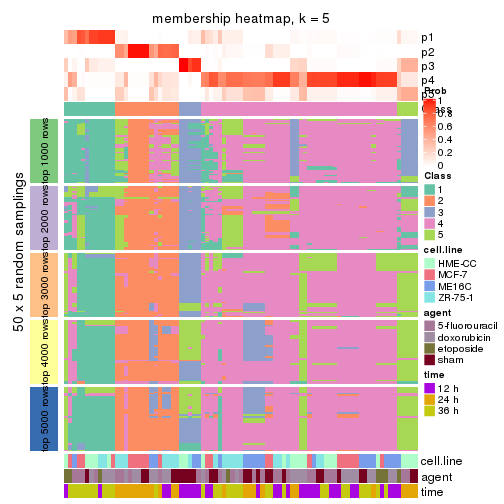 membership heatmap, k = 5
p1
p2
p3
p4
p5
Class
50 x 5 random samplings
top 1000 rows
top 2000 rows
top 3000 rows
top 4000 rows
top 5000 rows
cell.line
agent
time
Prob
1
0.8
0.6
0.4
0.2
0
Class
1
2
3
4
5
cell.line
HME-CC
MCF-7
ME16C
ZR-75-1
agent
5-fluorouracil
doxorubicin
etoposide
sham
time
12 h
24 h
36 h